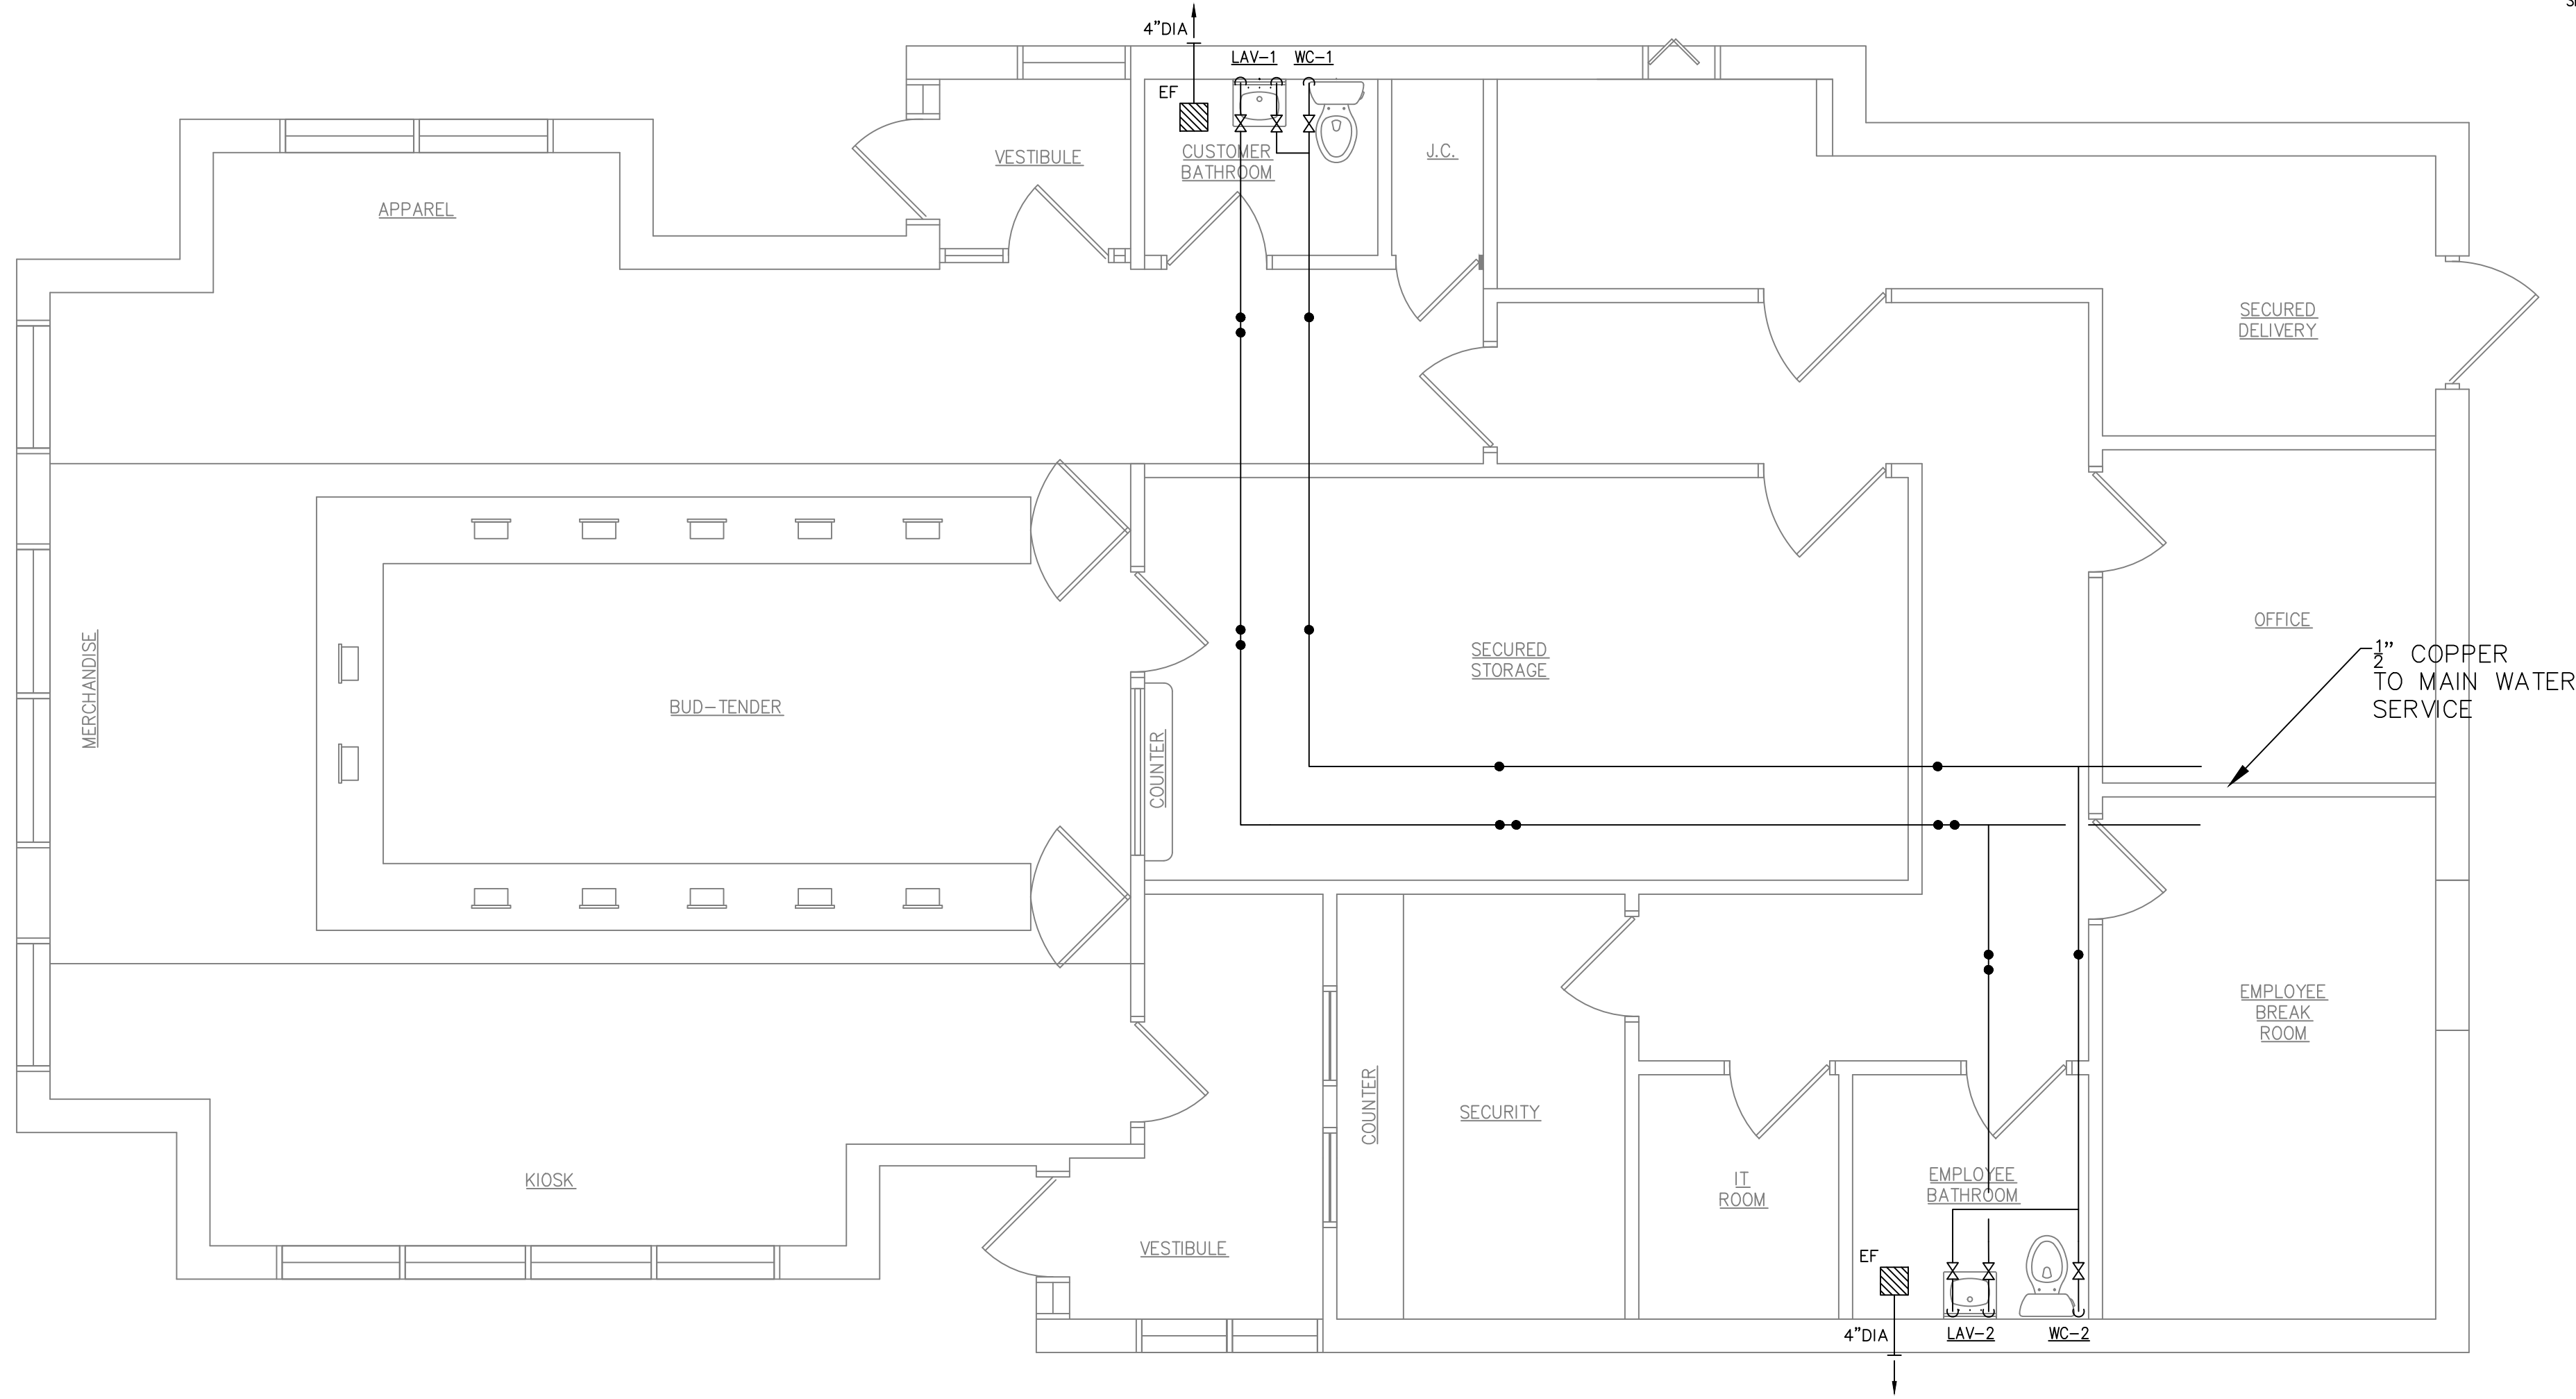 4"DIA
LAV-1
WC-1
EF
CUSTOMER
BATHROOM
VESTIBULE
J.C.
APPAREL
SECURED
DELIVERY
OFFICE
1/2" COPPER
TO MAIN WATER
SERVICE
SECURED
STORAGE
MERCHANDISE
BUD-TENDER
COUNTER
EMPLOYEE
BREAK
ROOM
COUNTER
SECURITY
KIOSK
IT
ROOM
EMPLOYEE
BATHROOM
VESTIBULE
EF
4"DIA
LAV-2
WC-2